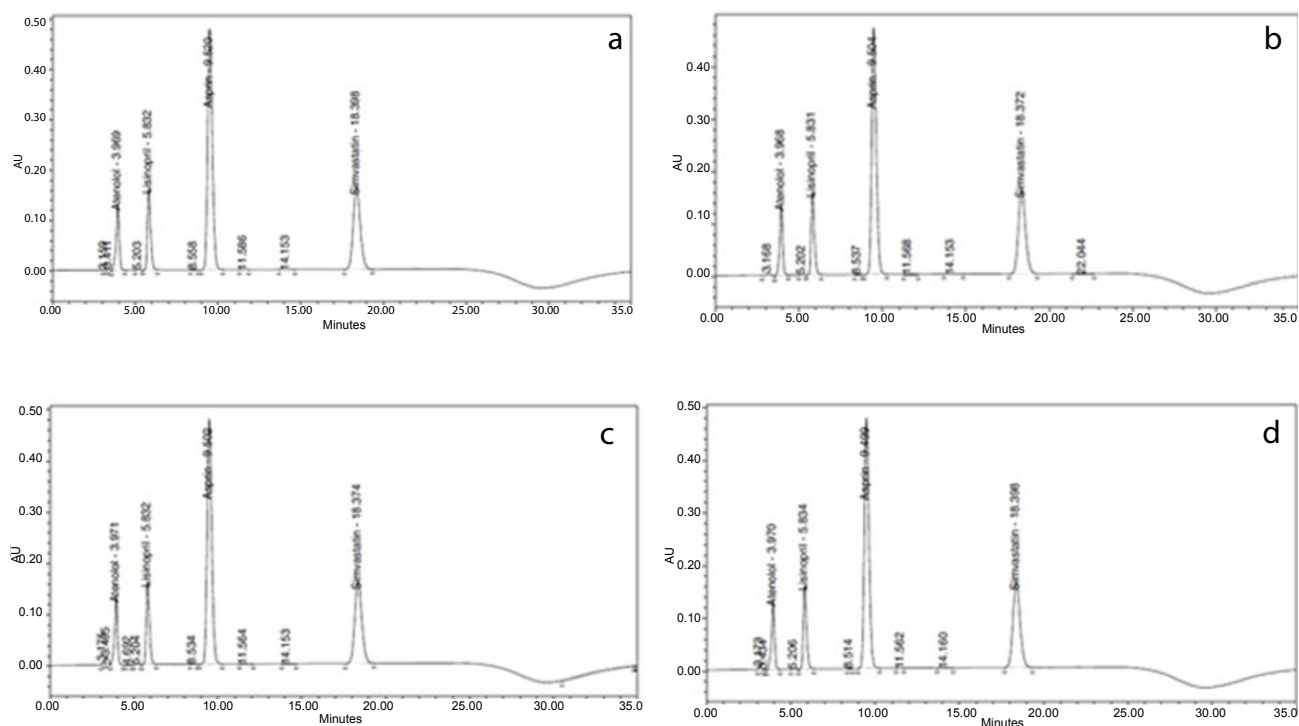 a
0.50
0.40
0.30
0.20
0.10
0.00
AU
Atenolol - 3.969
5.203
Lisinopril - 5.832
8.558
Asprin - 9.520
11.586
14.153
Simvastatin - 18.398
0.00 5.00 10.00 15.00 20.00 25.00 30.00 35.0
Minutes
b
0.40
0.30
0.20
0.10
0.00
AU
3.168
Atenolol - 3.968
5.202
Lisinopril - 5.831
8.537
Asprin - 9.504
11.568
14.153
Simvastatin - 18.372
22.044
0.00 5.00 10.00 15.00 20.00 25.00 30.00 35.0
Minutes
c
0.50
0.40
0.30
0.20
0.10
0.00
AU
Atenolol - 3.971
5.204
Lisinopril - 5.832
8.534
Asprin - 9.502
11.564
14.153
Simvastatin - 18.374
0.00 5.00 10.00 15.00 20.00 25.00 30.00 35.0
Minutes
d
0.50
0.40
0.30
0.20
0.10
0.00
AU
Atenolol - 3.970
5.206
Lisinopril - 5.834
8.514
Asprin - 9.499
11.562
14.160
Simvastatin - 18.398
0.00 5.00 10.00 15.00 20.00 25.00 30.00 35.0
Minutes